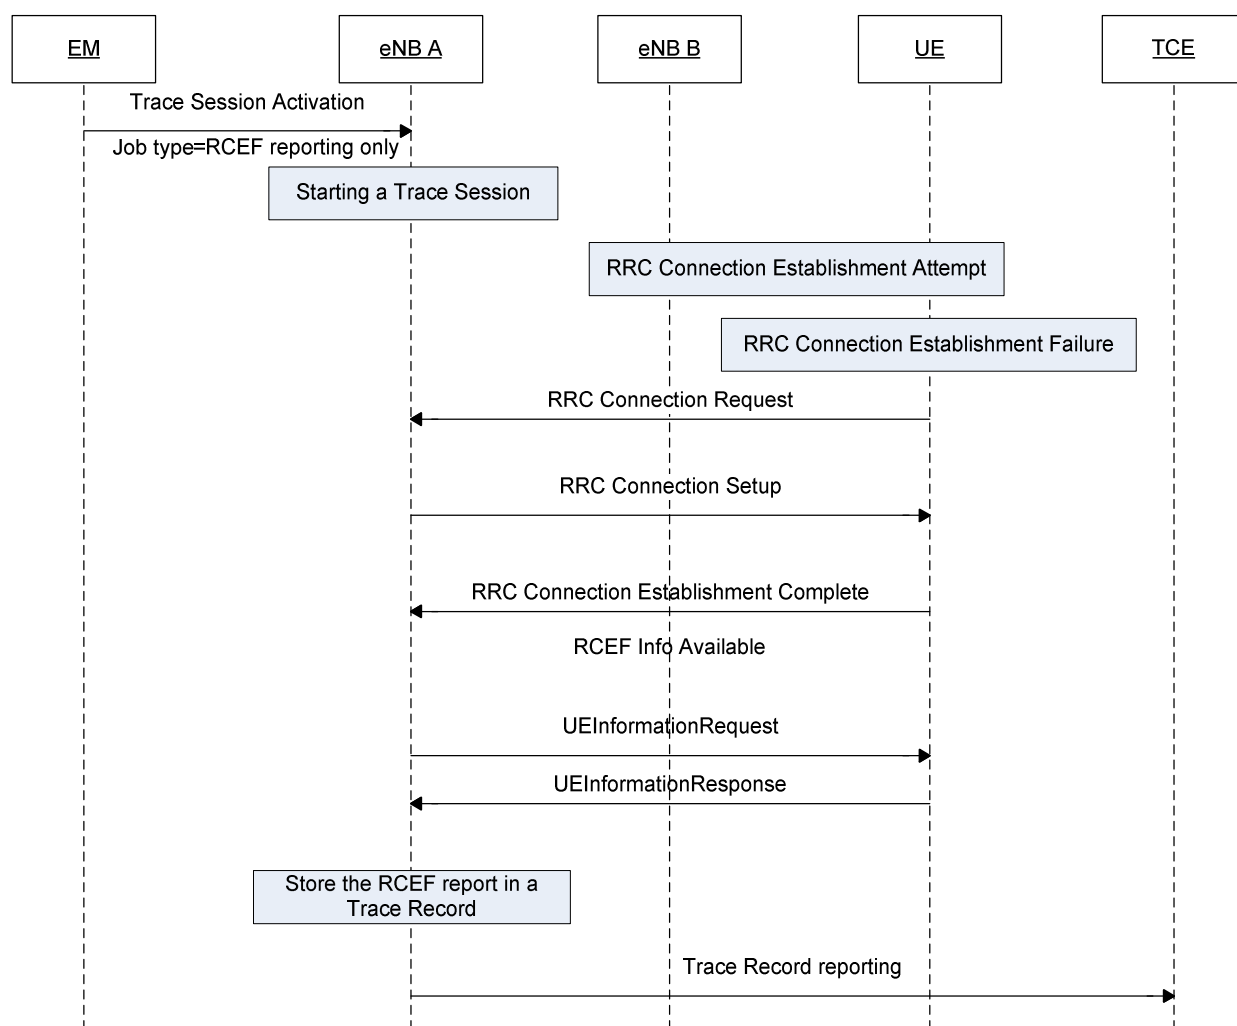 EM
eNB A
eNB B
UE
TCE
Trace Session Activation
Job type=RCEF reporting only
Starting a Trace Session
RRC Connection Establishment Attempt
RRC Connection Establishment Failure
RRC Connection Request
RRC Connection Setup
RRC Connection Establishment Complete
RCEF Info Available
UEInformationRequest
UEInformationResponse
Store the RCEF report in a
Trace Record
Trace Record reporting